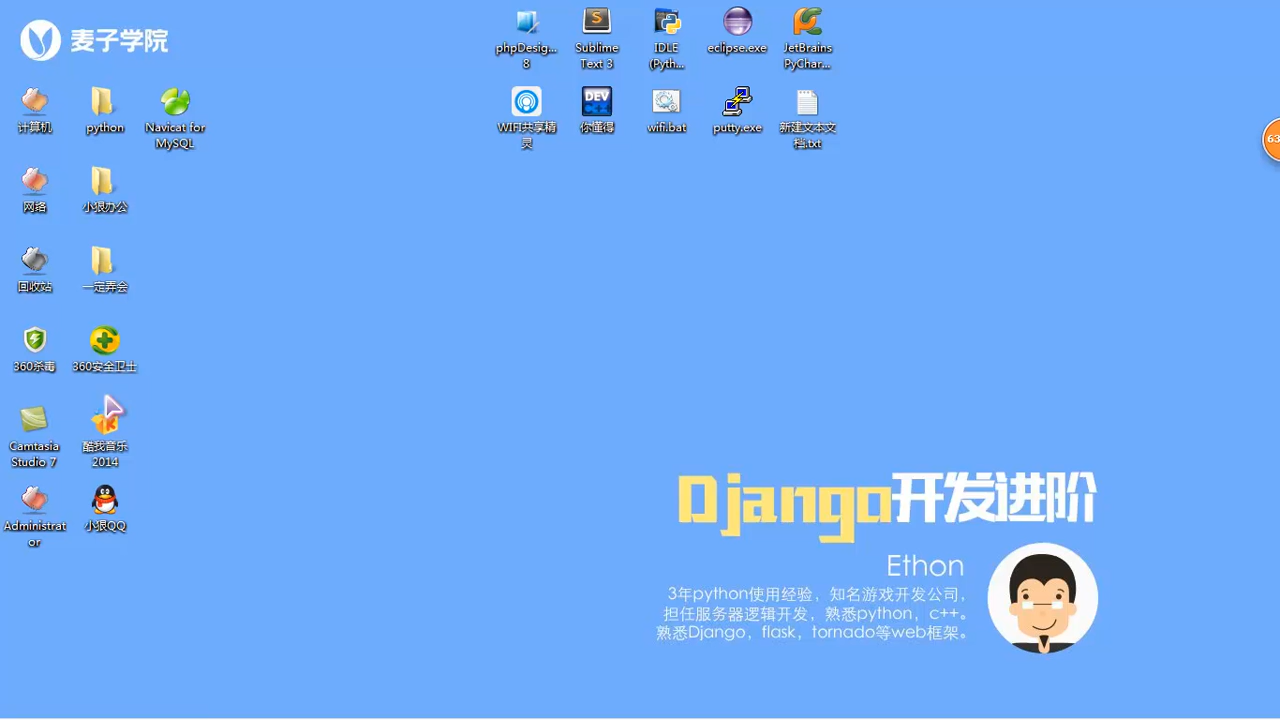 麦子学院
phpDesig...
8
Sublime
Text 3
IDLE
(Pyth...
eclipse.exe
JetBrains
PyChar...
WIFI共享精
灵
DEV
C++
你懂得
wifi.bat
putty.exe
新建文本文
档.txt
计算机
python
Navicat for
MySQL
网络
小狠办公
回收站
一定弄会
360杀毒
360安全卫士
Camtasia
Studio 7
酷我音乐
2014
Administrat
or
小狠QQ
63
Django开发进阶
Ethon
3年python使用经验，知名游戏开发公司，
担任服务器逻辑开发，熟悉python，c++。
熟悉Django，flask，tornado等web框架。